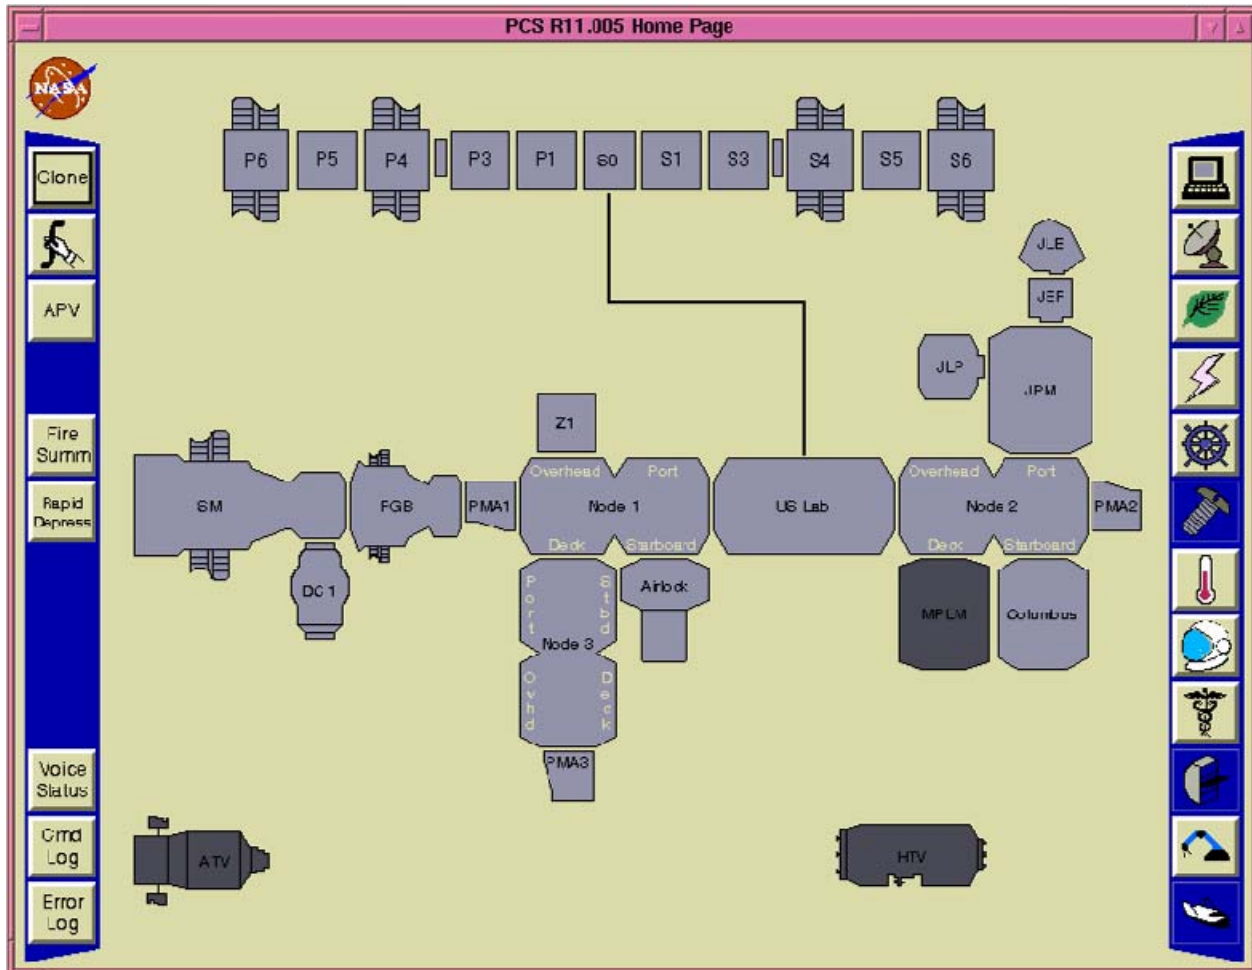 PCS R11.005 Home Page
NASA
Clone
APV
Fire
Summ
Rapid
Depress
Voice
Status
Cmd
Log
Error
Log
P6 P5 P4 P3 P1 S0 S1 S3 S4 S5 S6
JLE
JEF
JLP
JPM
Z1
Overhead Port
Overhead Port
SM FGB PMA1 Node 1 US Lab Node 2 PMA2
Deck Starboard
Deck Starboard
DC 1
Port
Stbd
Airlock
MPLM
Columbus
Node 3
Ovhd
Deck
PMA3
ATV
HTV